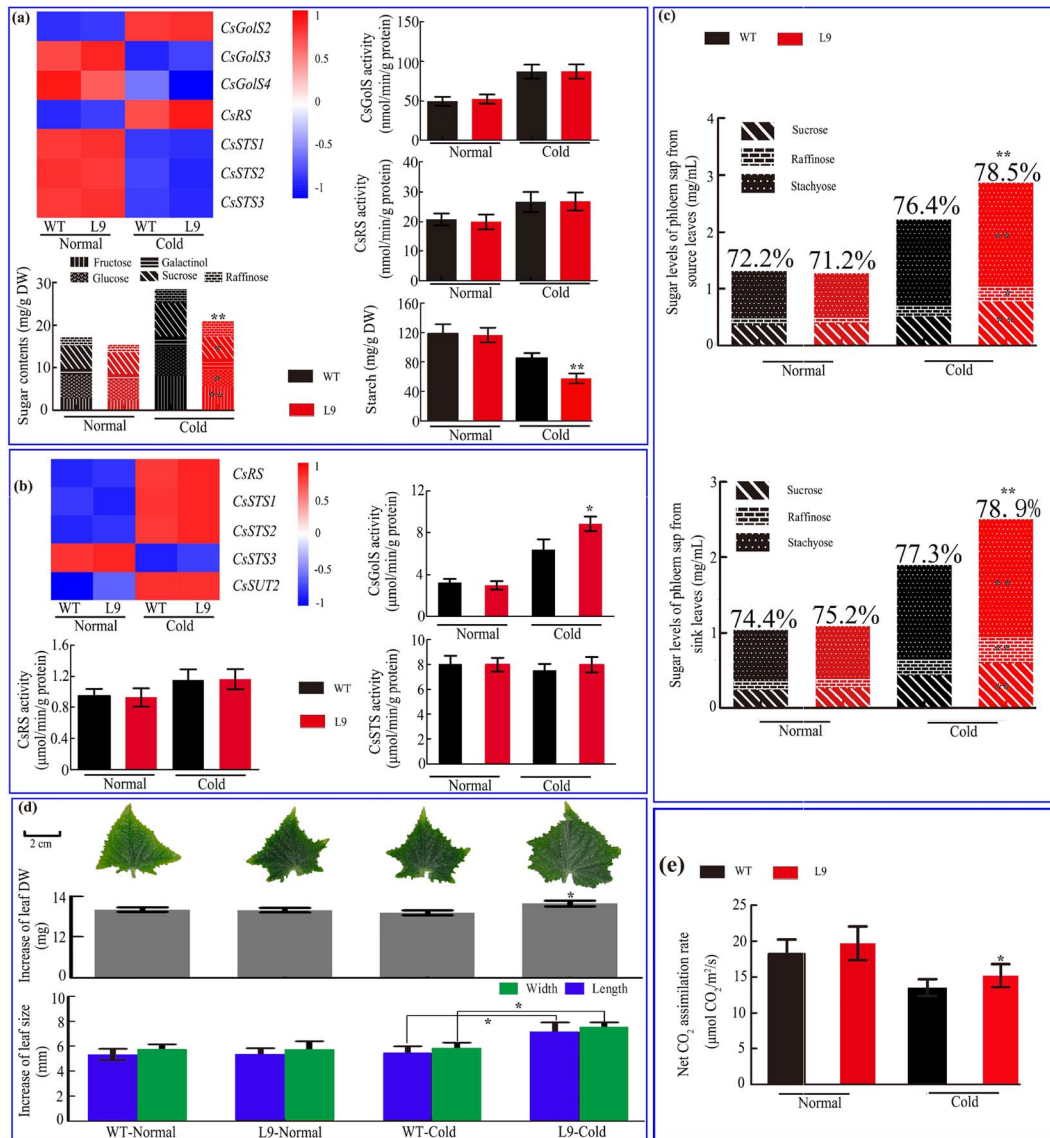 (a)
CsGolS2
CsGolS3
CsGolS4
CsRS
CsSTS1
CsSTS2
CsSTS3
1
0.5
0
-0.5
-1
WT L9 WT L9
Normal Cold
CsGolS activity
(nmol/min/g protein)
150
100
50
0
Normal Cold
CsRS activity
(nmol/min/g protein)
40
30
20
10
0
Normal Cold
Fructose Galactinol
Glucose Sucrose Raffinose
Sugar contents (mg/g DW)
30
20
10
0
**
*
*
**
Normal Cold
WT
L9
Starch (mg/g DW)
160
120
80
40
0
**
Normal Cold
(b)
CsRS
CsSTS1
CsSTS2
CsSTS3
CsSUT2
1
0.5
0
-0.5
-1
WT L9 WT L9
Normal Cold
CsGolS activity
(μmol/min/g protein)
12
9
6
3
0
*
Normal Cold
CsRS activity
(μmol/min/g protein)
1.6
1.2
0.8
0.4
0
Normal Cold
WT
L9
CsSTS activity
(μmol/min/g protein)
10
8
6
4
2
0
Normal Cold
(c)
WT L9
Sugar levels of phloem sap from
source leaves (mg/mL)
4
3
2
1
0
Sucrose
Raffinose
Stachyose
72.2%
71.2%
76.4%
**
78.5%
**
*
**
Normal Cold
Sugar levels of phloem sap from
sink leaves (mg/mL)
3
2
1
0
Sucrose
Raffinose
Stachyose
74.4%
75.2%
77.3%
**
78.9%
**
**
**
Normal Cold
(d)
2 cm
Increase of leaf DW
(mg)
14
12
0
*
Width Length
Increase of leaf size
(mm)
10
8
6
4
2
0
*
*
WT-Normal L9-Normal WT-Cold L9-Cold
(e)
WT L9
Net CO2 assimilation rate
(μmol CO2/m²/s)
25
20
15
10
5
0
*
Normal Cold